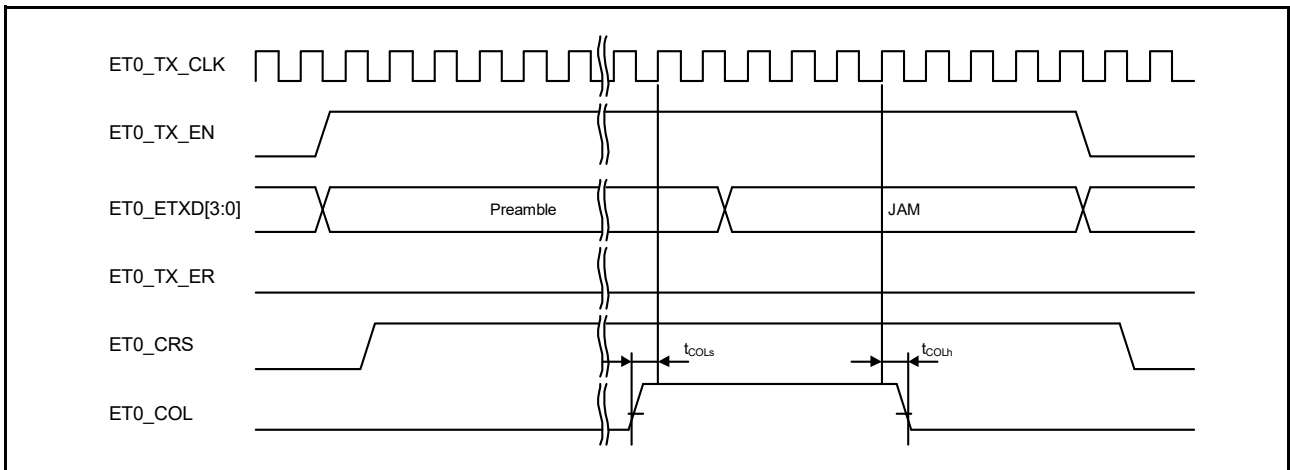 ET0_TX_CLK
ET0_TX_EN
ET0_ETXD[3:0]
Preamble
JAM
ET0_TX_ER
ET0_CRS
tCOLs
tCOLh
ET0_COL